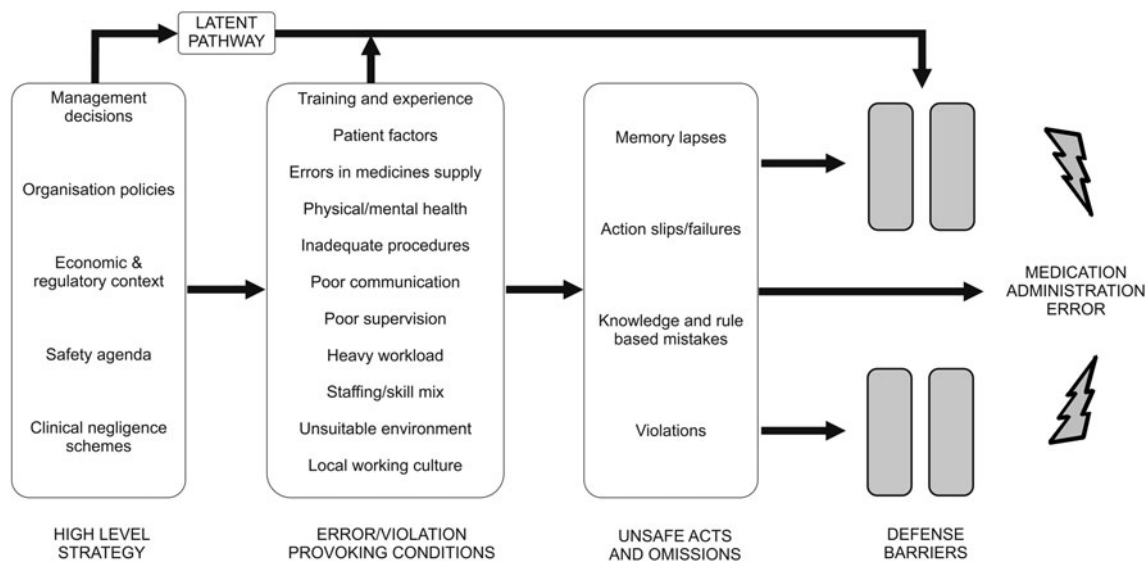 LATENT
PATHWAY
Management
decisions
Organisation policies
Economic &
regulatory context
Safety agenda
Clinical negligence
schemes
Training and experience
Patient factors
Errors in medicines supply
Physical/mental health
Inadequate procedures
Poor communication
Poor supervision
Heavy workload
Staffing/skill mix
Unsuitable environment
Local working culture
Memory lapses
Action slips/failures
Knowledge and rule
based mistakes
Violations
MEDICATION
ADMINISTRATION
ERROR
HIGH LEVEL
STRATEGY
ERROR/VIOLATION
PROVOKING CONDITIONS
UNSAFE ACTS
AND OMISSIONS
DEFENSE
BARRIERS